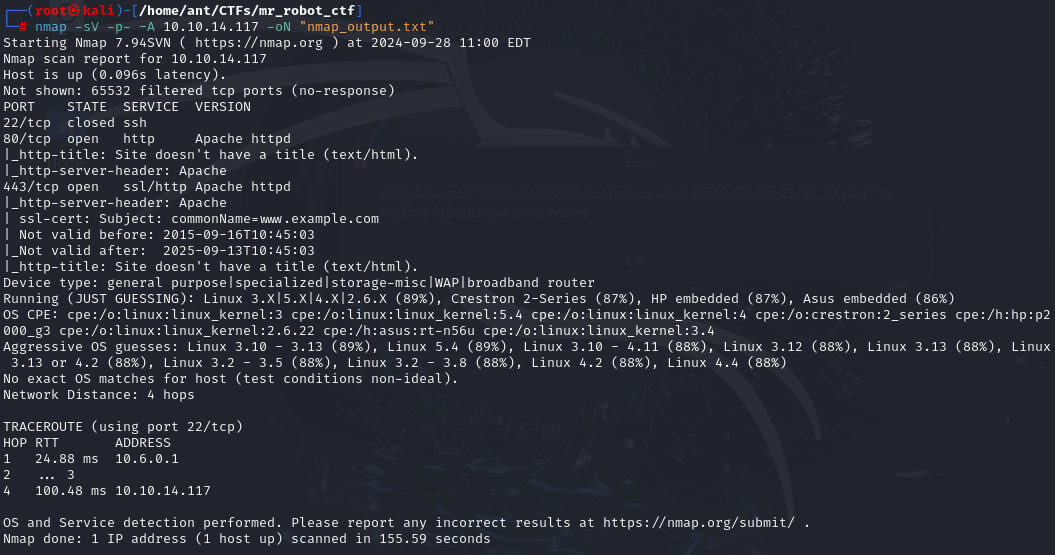 ┌──(root㉿kali)-[/home/ant/CTFs/mr_robot_ctf]
└─# nmap -sV -p- -A 10.10.14.117 -oN "nmap_output.txt"
Starting Nmap 7.94SVN ( https://nmap.org ) at 2024-09-28 11:00 EDT
Nmap scan report for 10.10.14.117
Host is up (0.096s latency).
Not shown: 65532 filtered tcp ports (no-response)
PORT    STATE  SERVICE  VERSION
22/tcp  closed ssh
80/tcp  open   http     Apache httpd
|_http-title: Site doesn't have a title (text/html).
|_http-server-header: Apache
443/tcp open   ssl/http Apache httpd
|_http-server-header: Apache
| ssl-cert: Subject: commonName=www.example.com
| Not valid before: 2015-09-16T10:45:03
|_Not valid after:  2025-09-13T10:45:03
|_http-title: Site doesn't have a title (text/html).
Device type: general purpose|specialized|storage-misc|WAP|broadband router
Running (JUST GUESSING): Linux 3.X|5.X|4.X|2.6.X (89%), Crestron 2-Series (87%), HP embedded (87%), Asus embedded (86%)
OS CPE: cpe:/o:linux:linux_kernel:3 cpe:/o:linux:linux_kernel:5.4 cpe:/o:linux:linux_kernel:4 cpe:/o:crestron:2_series cpe:/h:hp:p2
000_g3 cpe:/o:linux:linux_kernel:2.6.22 cpe:/h:asus:rt-n56u cpe:/o:linux:linux_kernel:3.4
Aggressive OS guesses: Linux 3.10 - 3.13 (89%), Linux 5.4 (89%), Linux 3.10 - 4.11 (88%), Linux 3.12 (88%), Linux 3.13 (88%), Linux
 3.13 or 4.2 (88%), Linux 3.2 - 3.5 (88%), Linux 3.2 - 3.8 (88%), Linux 4.2 (88%), Linux 4.4 (88%)
No exact OS matches for host (test conditions non-ideal).
Network Distance: 4 hops
TRACEROUTE (using port 22/tcp)
HOP RTT       ADDRESS
1   24.88 ms  10.6.0.1
2   ... 3
4   100.48 ms 10.10.14.117
OS and Service detection performed. Please report any incorrect results at https://nmap.org/submit/ .
Nmap done: 1 IP address (1 host up) scanned in 155.59 seconds
Error